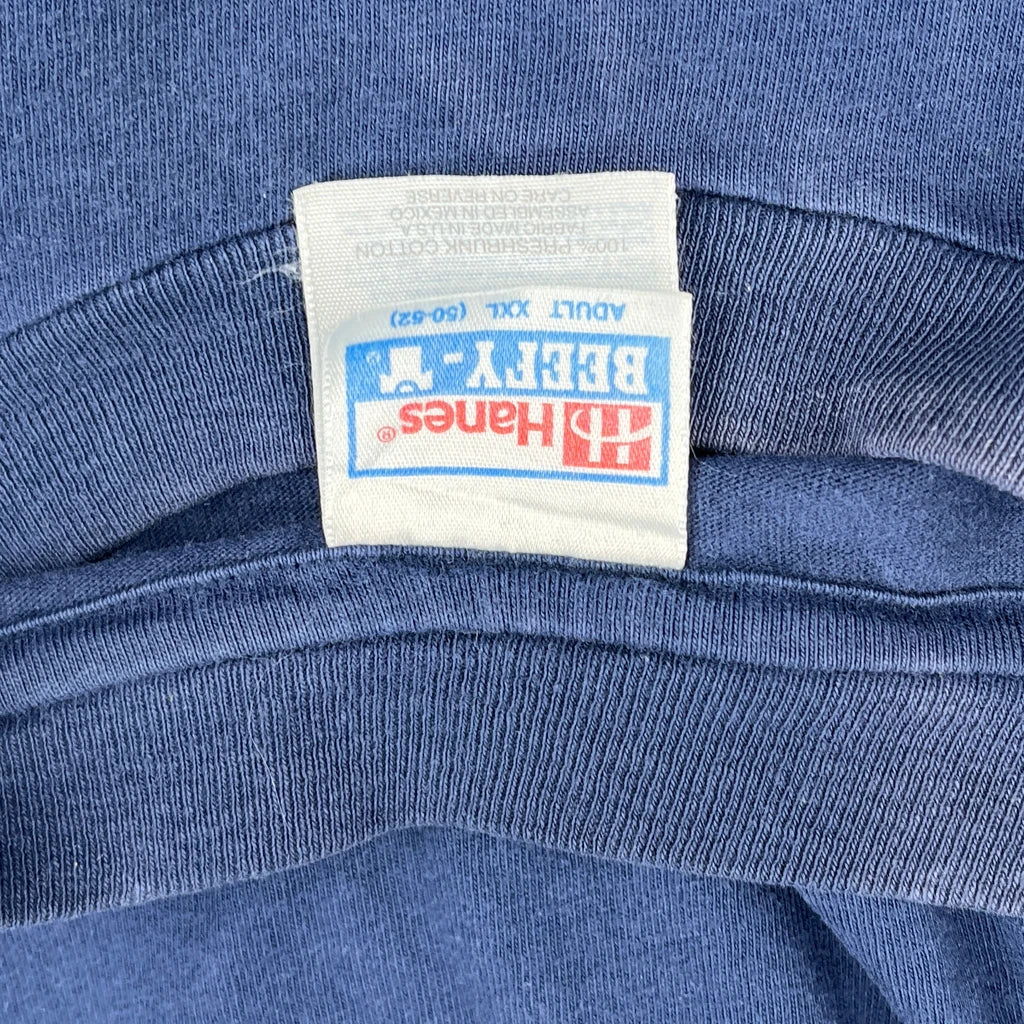 Hanes®
BEEFY-T®
ADULT XXL (50-52)
100% PRESHRUNK COTTON
FABRIC MADE IN U.S.A.
ASSEMBLED IN MEXICO
CARE ON REVERSE